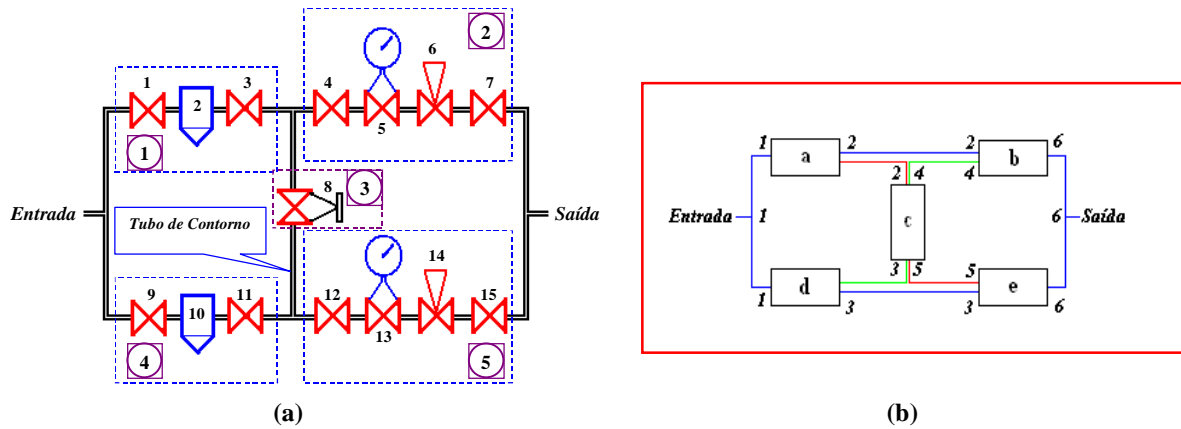 2
6
1 3 4 7
2
5
1
8 3
Entrada Saída
Tubo de Contorno
14
9 11 12 15
10
13
4 5
(a)
1 2 2 6
a b
2 4 4
Entrada 1 c 6 Saída
3 5 5
d e
1 3 3 6
(b)